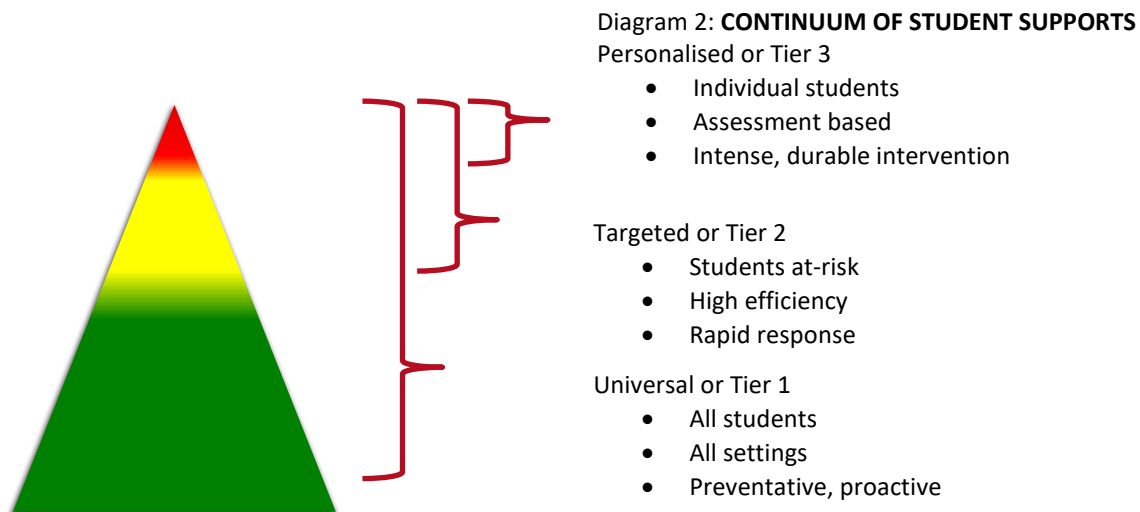 Diagram 2: CONTINUUM OF STUDENT SUPPORTS
Personalised or Tier 3
• Individual students
• Assessment based
• Intense, durable intervention
Targeted or Tier 2
• Students at-risk
• High efficiency
• Rapid response
Universal or Tier 1
• All students
• All settings
• Preventative, proactive